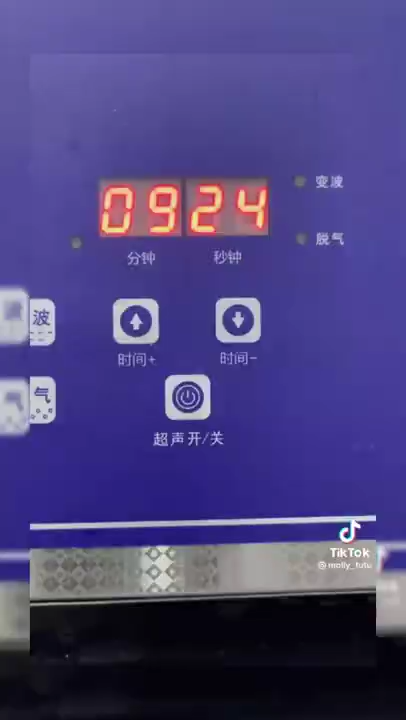 变波
0924
脱气
分钟
秒钟
波
时间+
时间-
气
超声开/关
TikTok
@molly_tutu